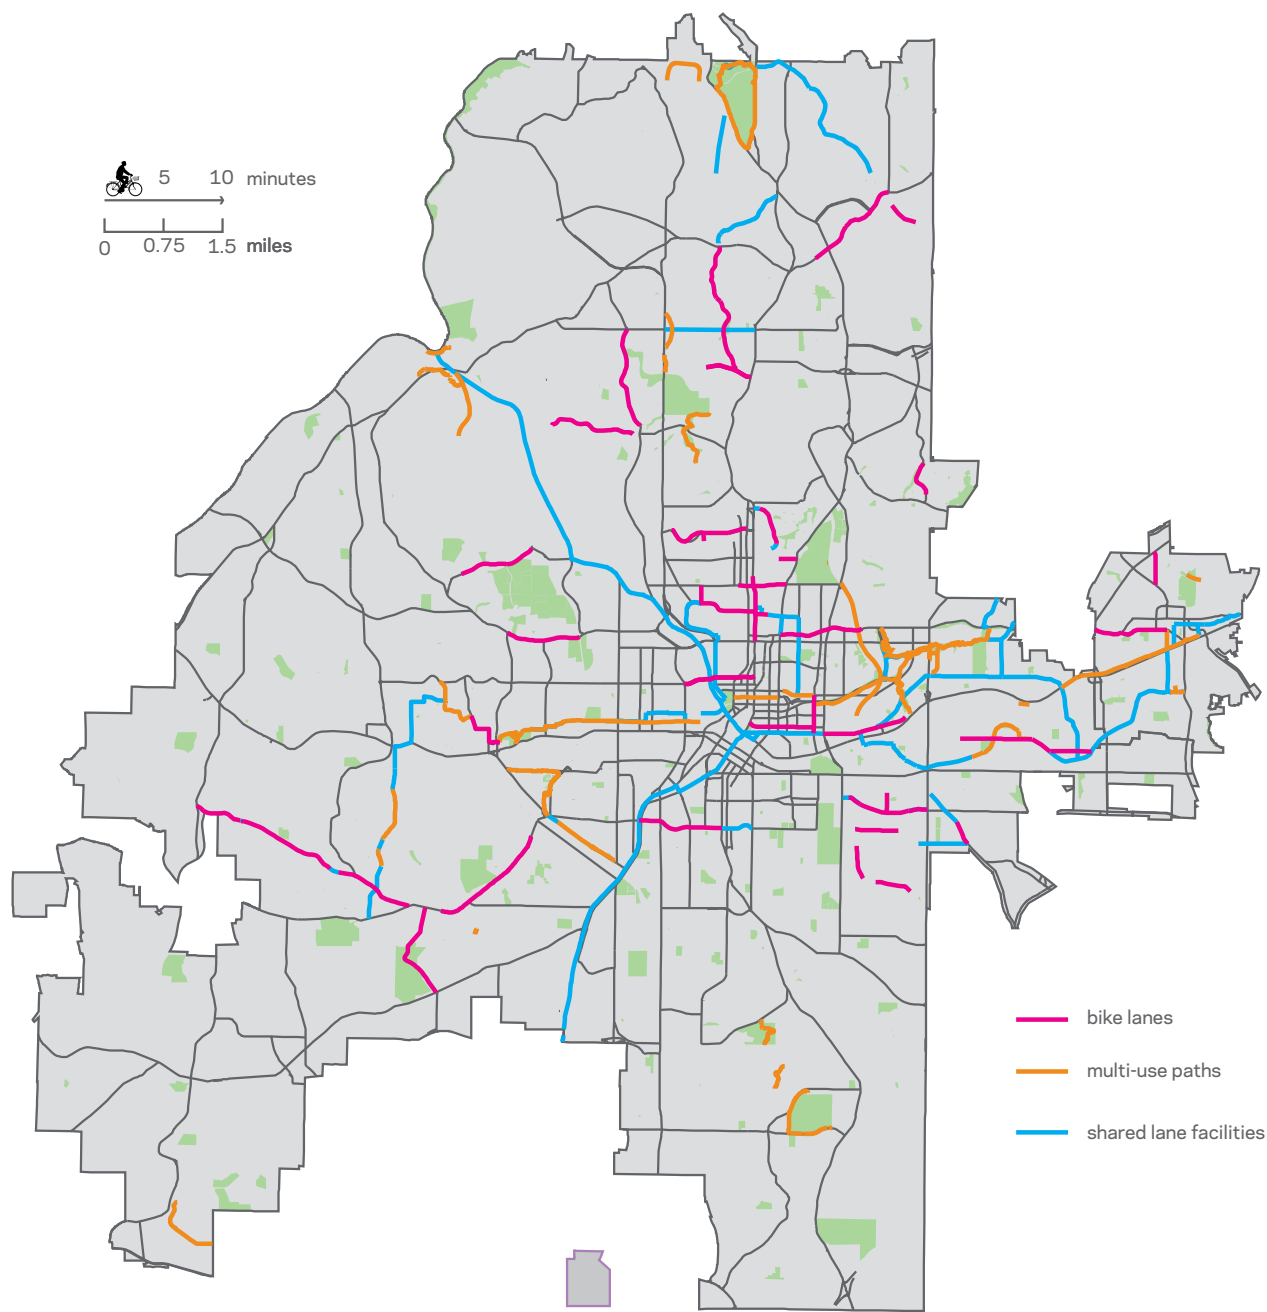 5 10 minutes
0 0.75 1.5 miles
bike lanes
multi-use paths
shared lane facilities